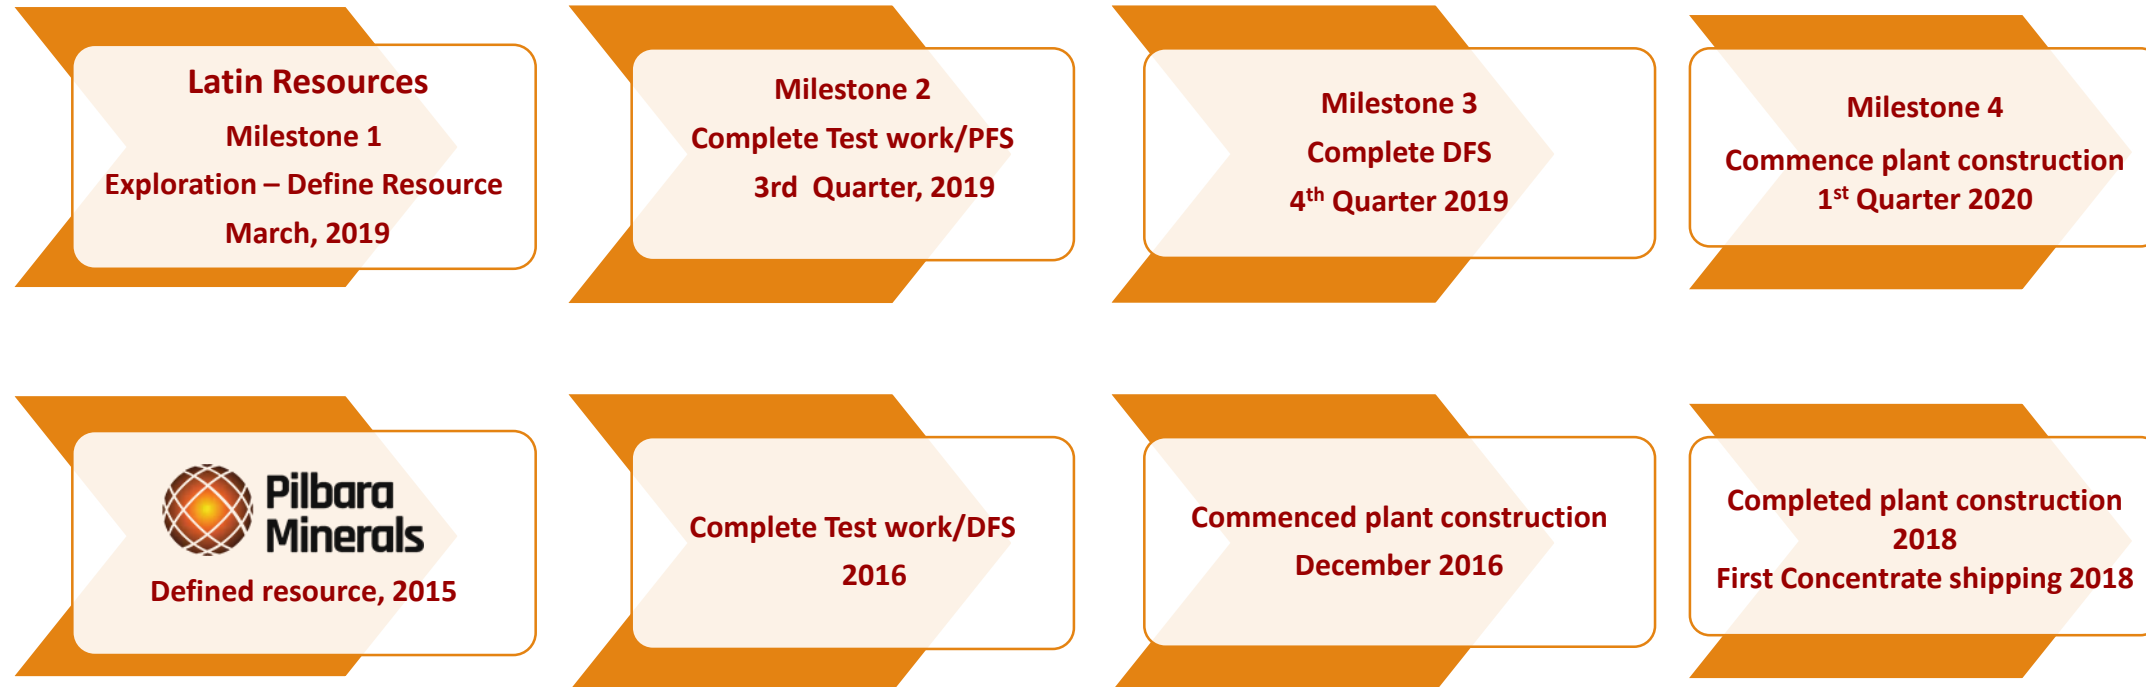 Latin Resources
Milestone 1
Exploration – Define Resource
March, 2019
Milestone 2
Complete Test work/PFS
3rd Quarter, 2019
Milestone 3
Complete DFS
4th Quarter 2019
Milestone 4
Commence plant construction
1st Quarter 2020
Pilbara
Minerals
Defined resource, 2015
Complete Test work/DFS
2016
Commenced plant construction
December 2016
Completed plant construction
2018
First Concentrate shipping 2018